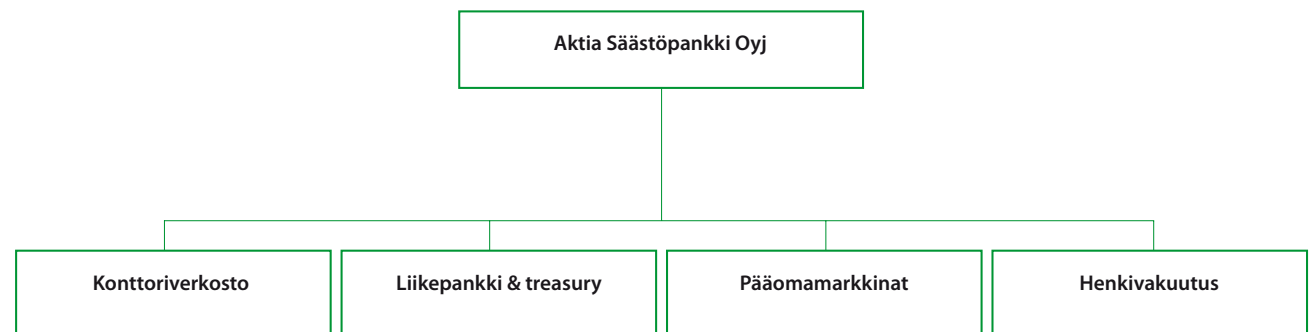 Aktia Säästöpankki Oyj
Konttoriverkosto
Liikepankki & treasury
Pääomamarkkinat
Henkivakuutus